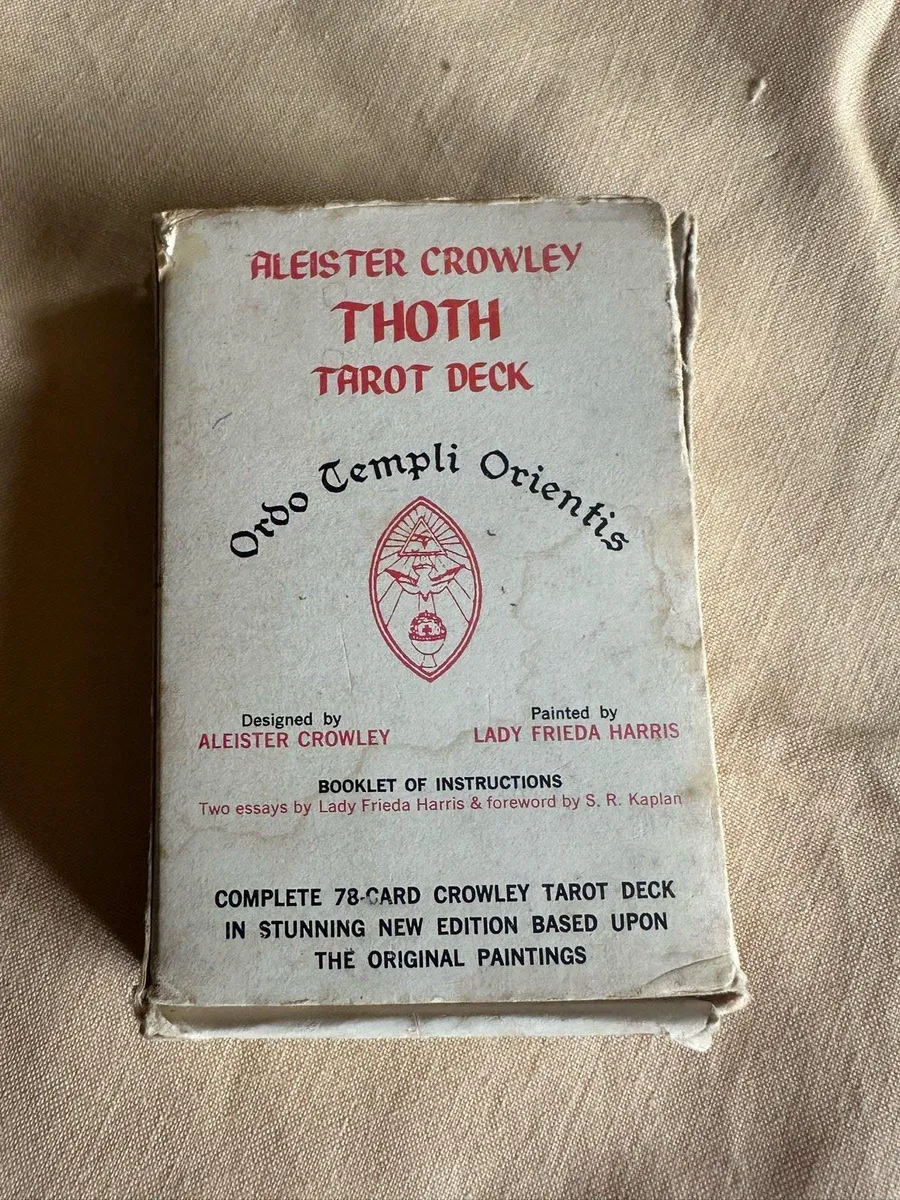 ALEISTER CROWLEY
THOTH
TAROT DECK
Ordo Templi Orientis
Designed by
ALEISTER CROWLEY
Painted by
LADY FRIEDA HARRIS
BOOKLET OF INSTRUCTIONS
Two essays by Lady Frieda Harris & foreword by S. R. Kaplan
COMPLETE 78-CARD CROWLEY TAROT DECK
IN STUNNING NEW EDITION BASED UPON
THE ORIGINAL PAINTINGS